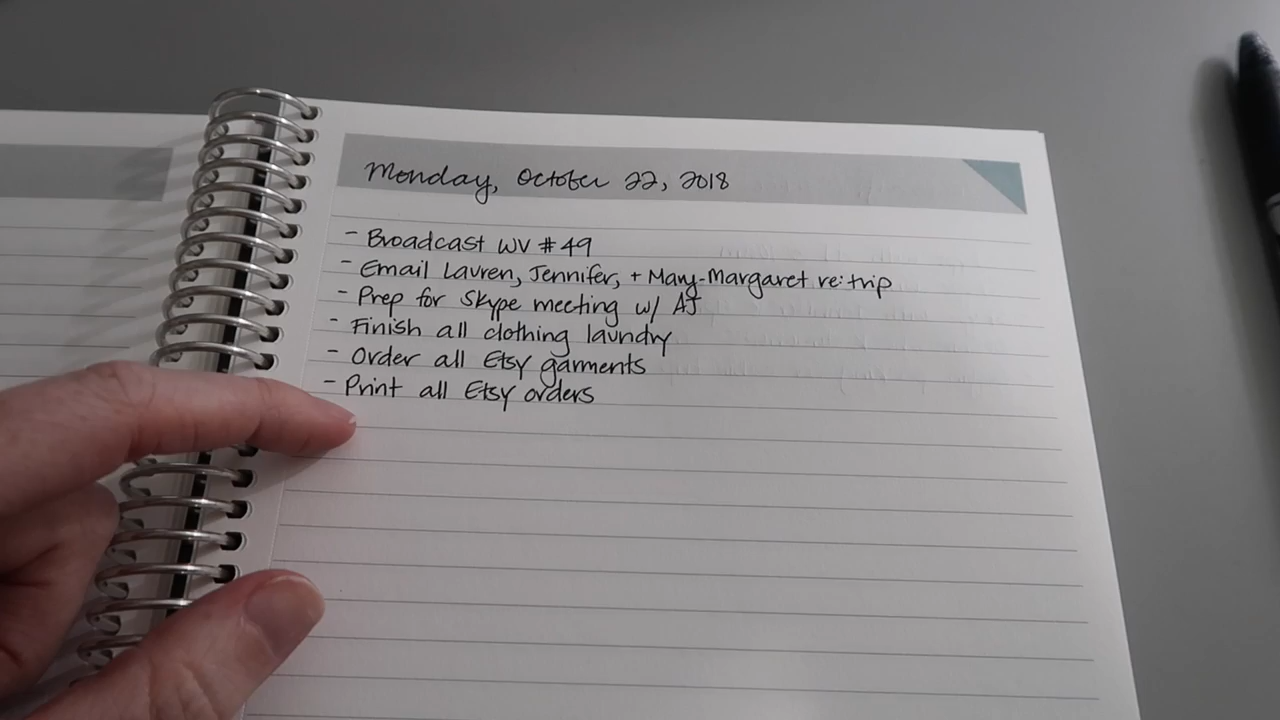 Monday, October 22, 2018
- Broadcast WV #49
- Email Lauren, Jennifer, + Mary-Margaret re: trip
- Prep for Skype meeting w/ AJ
- Finish all clothing laundry
- Order all Etsy garments
- Print all Etsy orders